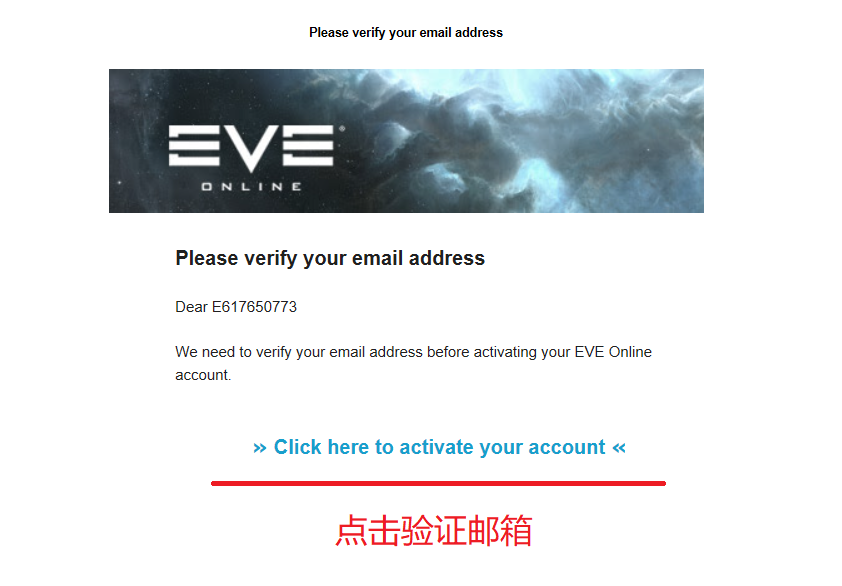 Please verify your email address
EVE®
ONLINE
Please verify your email address
Dear E617650773
We need to verify your email address before activating your EVE Online
account.
» Click here to activate your account «
点击验证邮箱